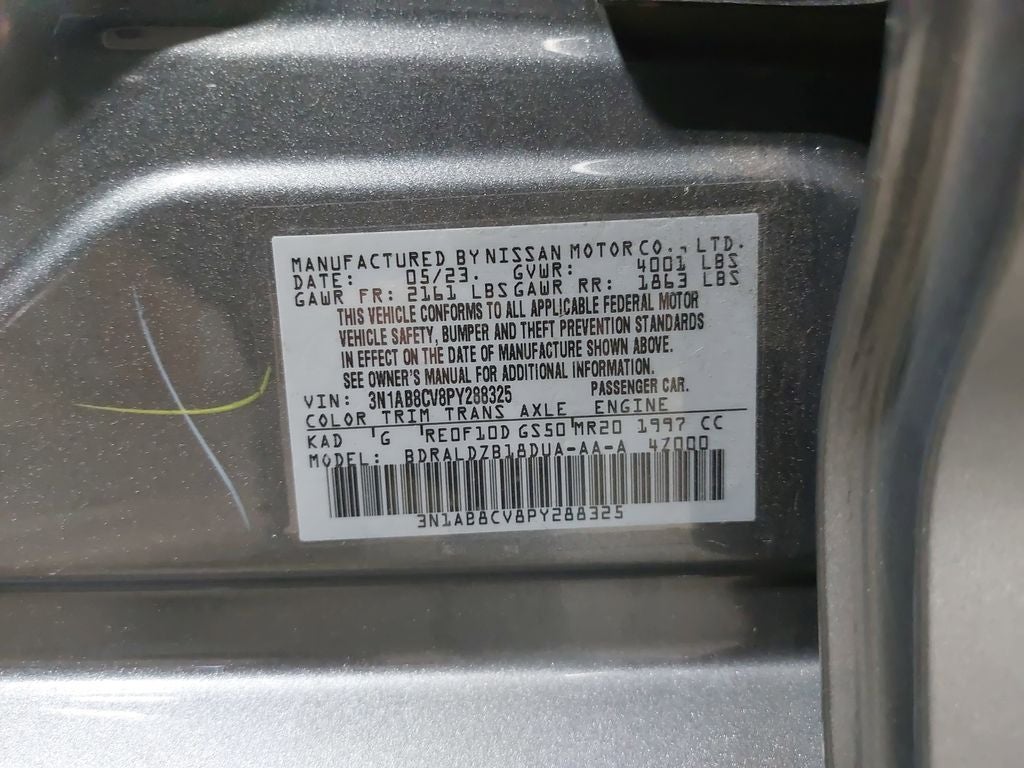 MANUFACTURED BY NISSAN MOTOR CO., LTD.
DATE: 05/23. GVWR: 4001 LBS
GAWR FR: 2161 LBS GAWR RR: 1863 LBS
THIS VEHICLE CONFORMS TO ALL APPLICABLE FEDERAL MOTOR
VEHICLE SAFETY, BUMPER AND THEFT PREVENTION STANDARDS
IN EFFECT ON THE DATE OF MANUFACTURE SHOWN ABOVE.
SEE OWNER'S MANUAL FOR ADDITIONAL INFORMATION.
VIN: 3N1AB8CV8PY288325 PASSENGER CAR.
COLOR TRIM TRANS AXLE ENGINE
KAD G RE0F10D GS50 MR20 1997 CC
MODEL: BDRALDZB18DUA-AA-A 4Z000
3N1AB8CV8PY288325